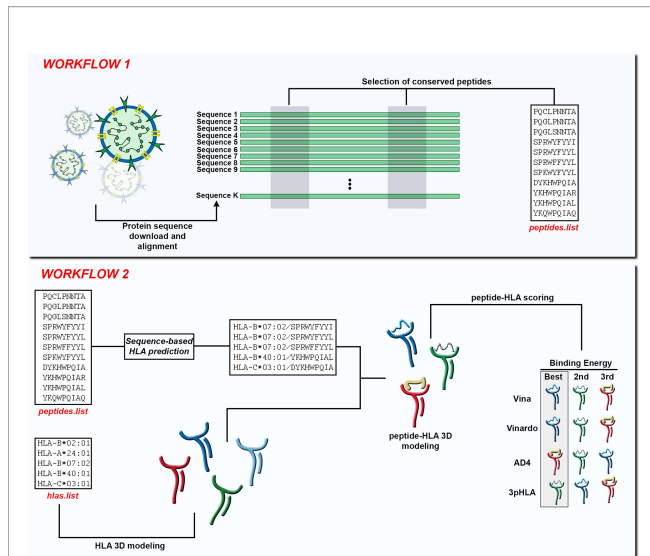 WORKFLOW 1
Selection of conserved peptides
Sequence 1
Sequence 2
Sequence 3
Sequence 4
Sequence 5
Sequence 6
Sequence 7
Sequence 8
Sequence 9
Sequence K
Protein sequence
download and
alignment
PQCLPNNTA
PQGLPNNTA
PQGLSNNTA
SPRWYFYYI
SPRWYFYYL
SPRWFFYYL
SPKWYFYYL
DYKHWPQIA
YKHWPQIAR
YKHWPQIAL
YKQWPQIAQ
peptides.list
WORKFLOW 2
PQCLPNNTA
PQGLPNNTA
PQGLSNNTA
SPRWYFYYI
SPRWYFYYL
SPRWFFYYL
SPKWYFYYL
DYKHWPQIA
YKHWPQIAR
YKHWPQIAL
YKQWPQIAQ
peptides.list
Sequence-based
HLA prediction
HLA-B*07:02/SPRWYFYYI
HLA-B*07:02/SPRWYFYYL
HLA-B*07:02/SPRWFFYYL
HLA-B*40:01/YKHWPQIAL
HLA-C*03:01/DYKHWPQIA
HLA-B*02:01
HLA-A*24:01
HLA-B*07:02
HLA-B*40:01
HLA-C*03:01
hlas.list
HLA 3D modeling
peptide-HLA 3D
modeling
peptide-HLA scoring
Binding Energy
Best 2nd 3rd
Vina
Vinardo
AD4
3pHLA